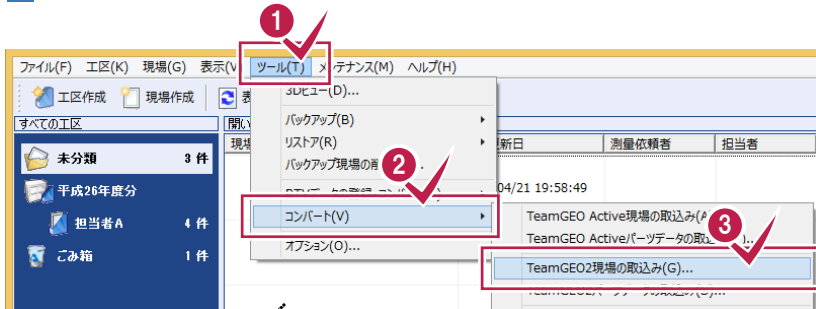 1
ファイル(F) 工区(K) 現場(G) 表示(V) ツール(T) メンテナンス(M) ヘルプ(H)
工区作成 現場作成
3Dビュー(D)...
すべての工区
バックアップ(B)
リストア(R)
新日 測量依頼者 担当者
未分類 3 件
2
平成26年度分
04/21 19:58:49
コンバート(V)
TeamGEO Active現場の取込み
担当者A 4 件
3
TeamGEO Activeパーツデータの取込
オプション(O)...
ごみ箱 1 件
TeamGEO2現場の取込み(G)...